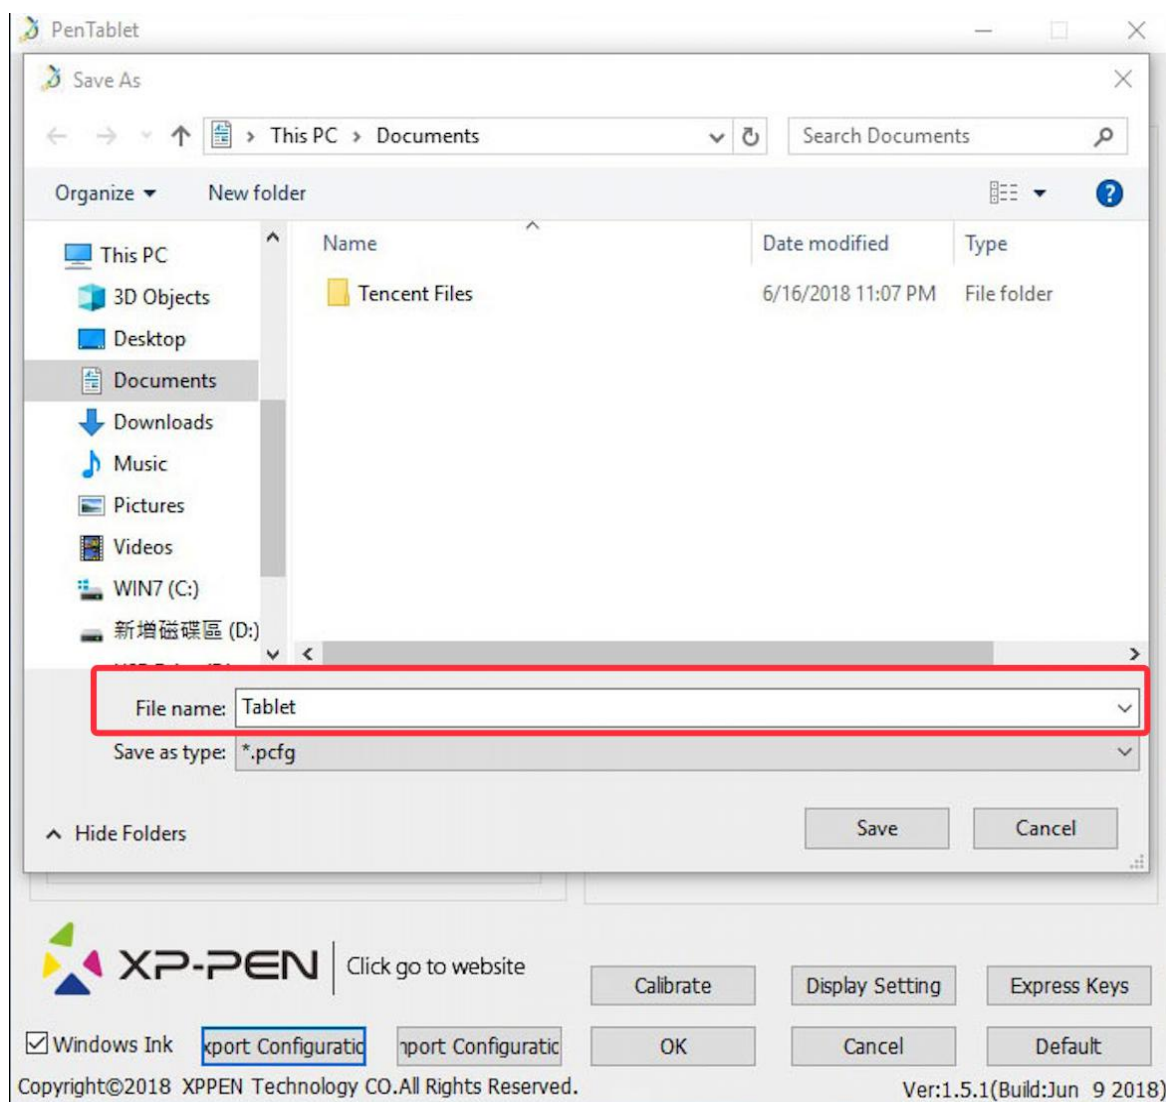 PenTablet
Save As
This PC > Documents
Search Documents
Organize
New folder
Name
Date modified
Type
This PC
Tencent Files
6/16/2018 11:07 PM
File folder
3D Objects
Desktop
Documents
Downloads
Music
Pictures
Videos
WIN7 (C:)
新增磁碟區 (D:)
File name: Tablet
Save as type: *.pcfg
Hide Folders
Save
Cancel
XP-PEN
Click go to website
Calibrate
Display Setting
Express Keys
Windows Ink
xport Configuratic
nport Configuratic
OK
Cancel
Default
Copyright©2018 XPPEN Technology CO.All Rights Reserved.
Ver:1.5.1(Build:Jun 9 2018)